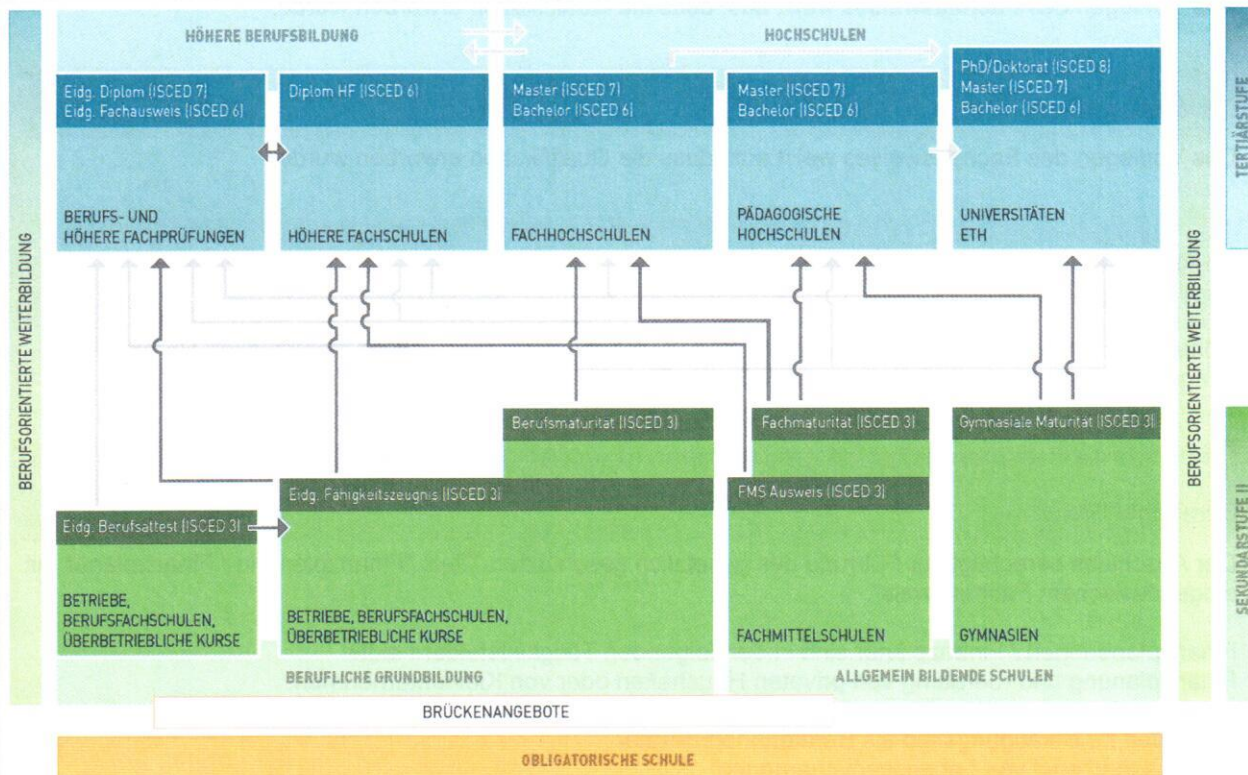 HÖHERE BERUFSBILDUNG
HOCHSCHULEN
Eidg. Diplom (ISCED 7)
Eidg. Fachausweis (ISCED 6)
BERUFS- UND
HÖHERE FACHPRÜFUNGEN
Diplom HF (ISCED 6)
HÖHERE FACHSCHULEN
Master (ISCED 7)
Bachelor (ISCED 6)
FACHHOCHSCHULEN
Master (ISCED 7)
Bachelor (ISCED 6)
PÄDAGOGISCHE
HOCHSCHULEN
PhD/Doktorat (ISCED 8)
Master (ISCED 7)
Bachelor (ISCED 6)
UNIVERSITÄTEN
ETH
BERUFSORIENTIERTE WEITERBILDUNG
BERUFSORIENTIERTE WEITERBILDUNG
TERTIÄRSTUFE
SEKUNDARSTUFE II
Berufsmaturität (ISCED 3)
Fachmaturität (ISCED 3)
Gymnasiale Maturität (ISCED 3)
Eidg. Fähigkeitszeugnis (ISCED 3)
FMS Ausweis (ISCED 3)
Eidg. Berufsattest (ISCED 3)
BETRIEBE,
BERUFSFACHSCHULEN,
ÜBERBETRIEBLICHE KURSE
BETRIEBE, BERUFSFACHSCHULEN,
ÜBERBETRIEBLICHE KURSE
FACHMITTELSCHULEN
GYMNASIEN
BERUFLICHE GRUNDBILDUNG
ALLGEMEIN BILDENDE SCHULEN
BRÜCKENANGEBOTE
OBLIGATORISCHE SCHULE